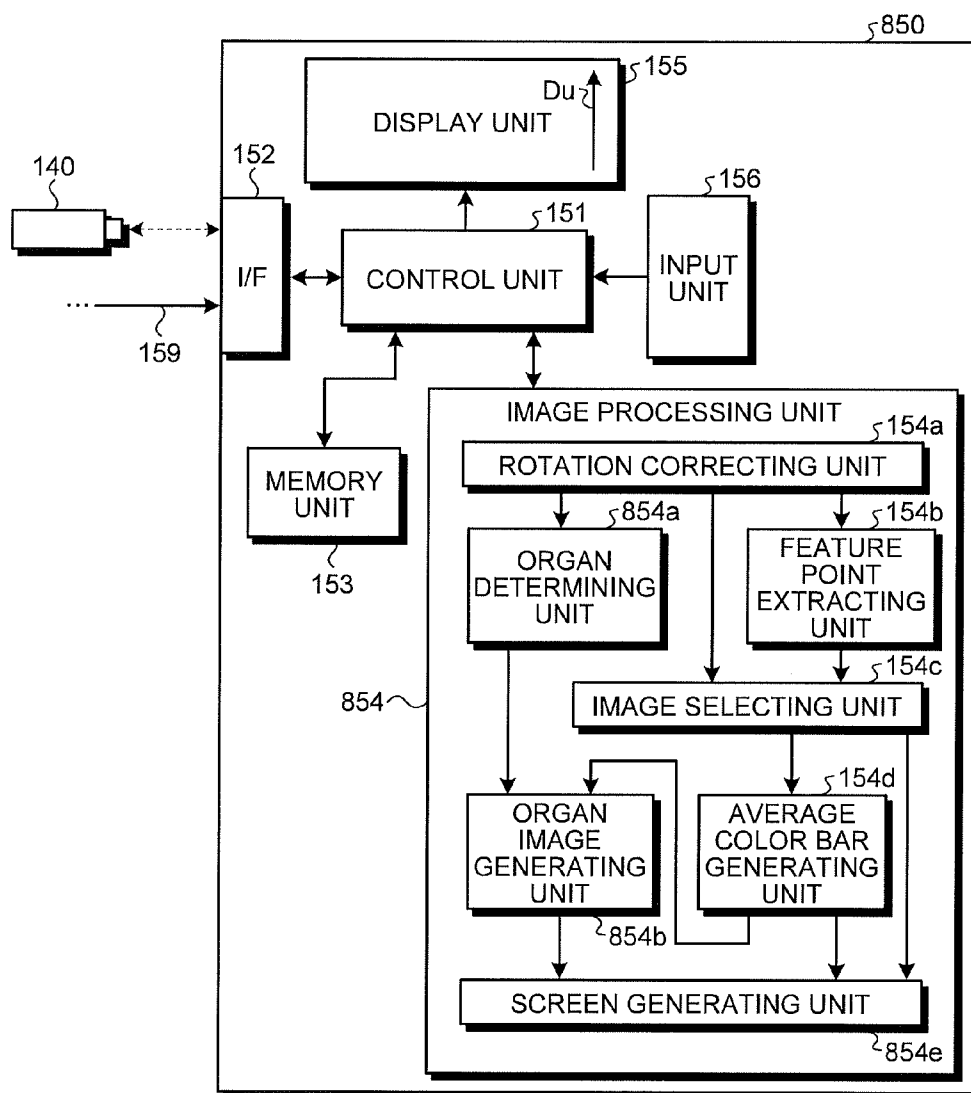 850
155
Du
DISPLAY UNIT
152
140
156
151
I/F
CONTROL UNIT
INPUT
UNIT
...
159
IMAGE PROCESSING UNIT
154a
ROTATION CORRECTING UNIT
MEMORY
UNIT
153
854a
154b
ORGAN
DETERMINING
UNIT
FEATURE
POINT
EXTRACTING
UNIT
154c
854
IMAGE SELECTING UNIT
154d
ORGAN
IMAGE
GENERATING
UNIT
AVERAGE
COLOR BAR
GENERATING
UNIT
854b
SCREEN GENERATING UNIT
854e